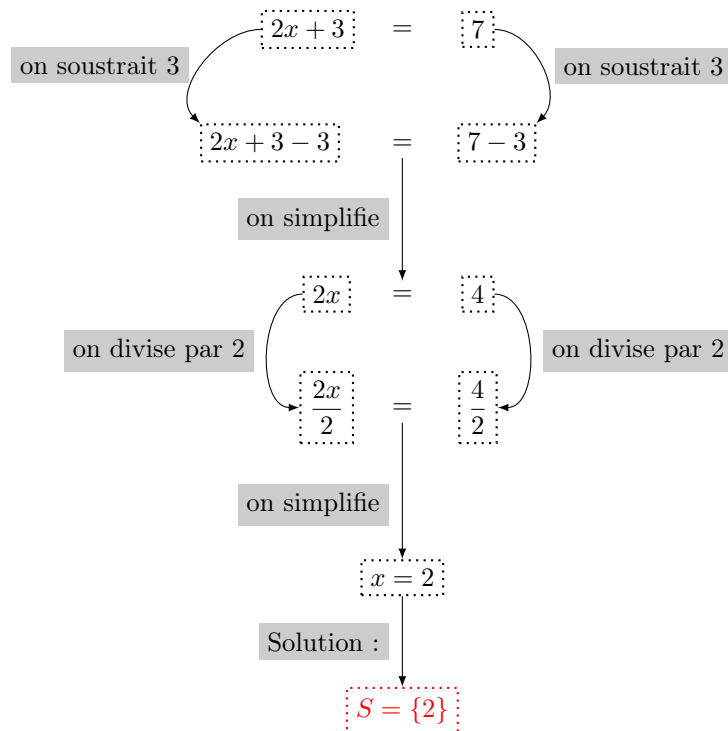 2x + 3 = 7
on soustrait 3 on soustrait 3
2x + 3 − 3 = 7 − 3
on simplifie
2x = 4
on divise par 2 on divise par 2
2x/2 = 4/2
on simplifie
x = 2
Solution :
S = {2}